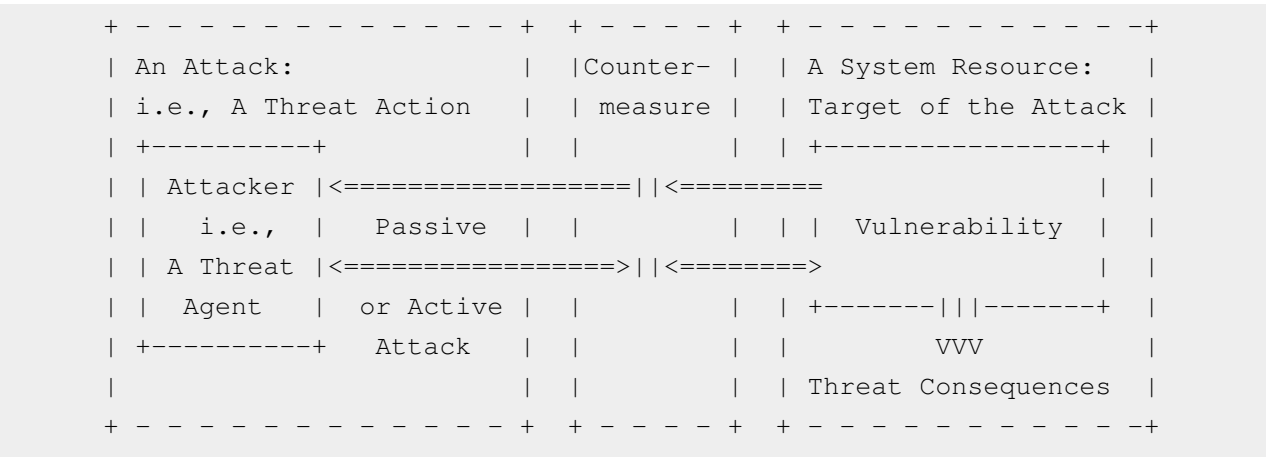 + - - - - - - - - - - - - - + + - - - - + + - - - - - - - - - - -+
| An Attack:              |  |Counter- |  | A System Resource:   |
| i.e., A Threat Action   |  | measure |  | Target of the Attack |
| +----------+            |  |         |  | +-----------------+  |
| | Attacker |<==================||<=========                 |  |
| |   i.e.,  |   Passive  |  |         |  | |  Vulnerability  |  |
| | A Threat |<=================>||<========>                 |  |
| |  Agent   |  or Active |  |         |  | +-------|||-------+  |
| +----------+   Attack   |  |         |  |         VVV          |
|                         |  |         |  | Threat Consequences  |
+ - - - - - - - - - - - - - + + - - - - + + - - - - - - - - - - -+